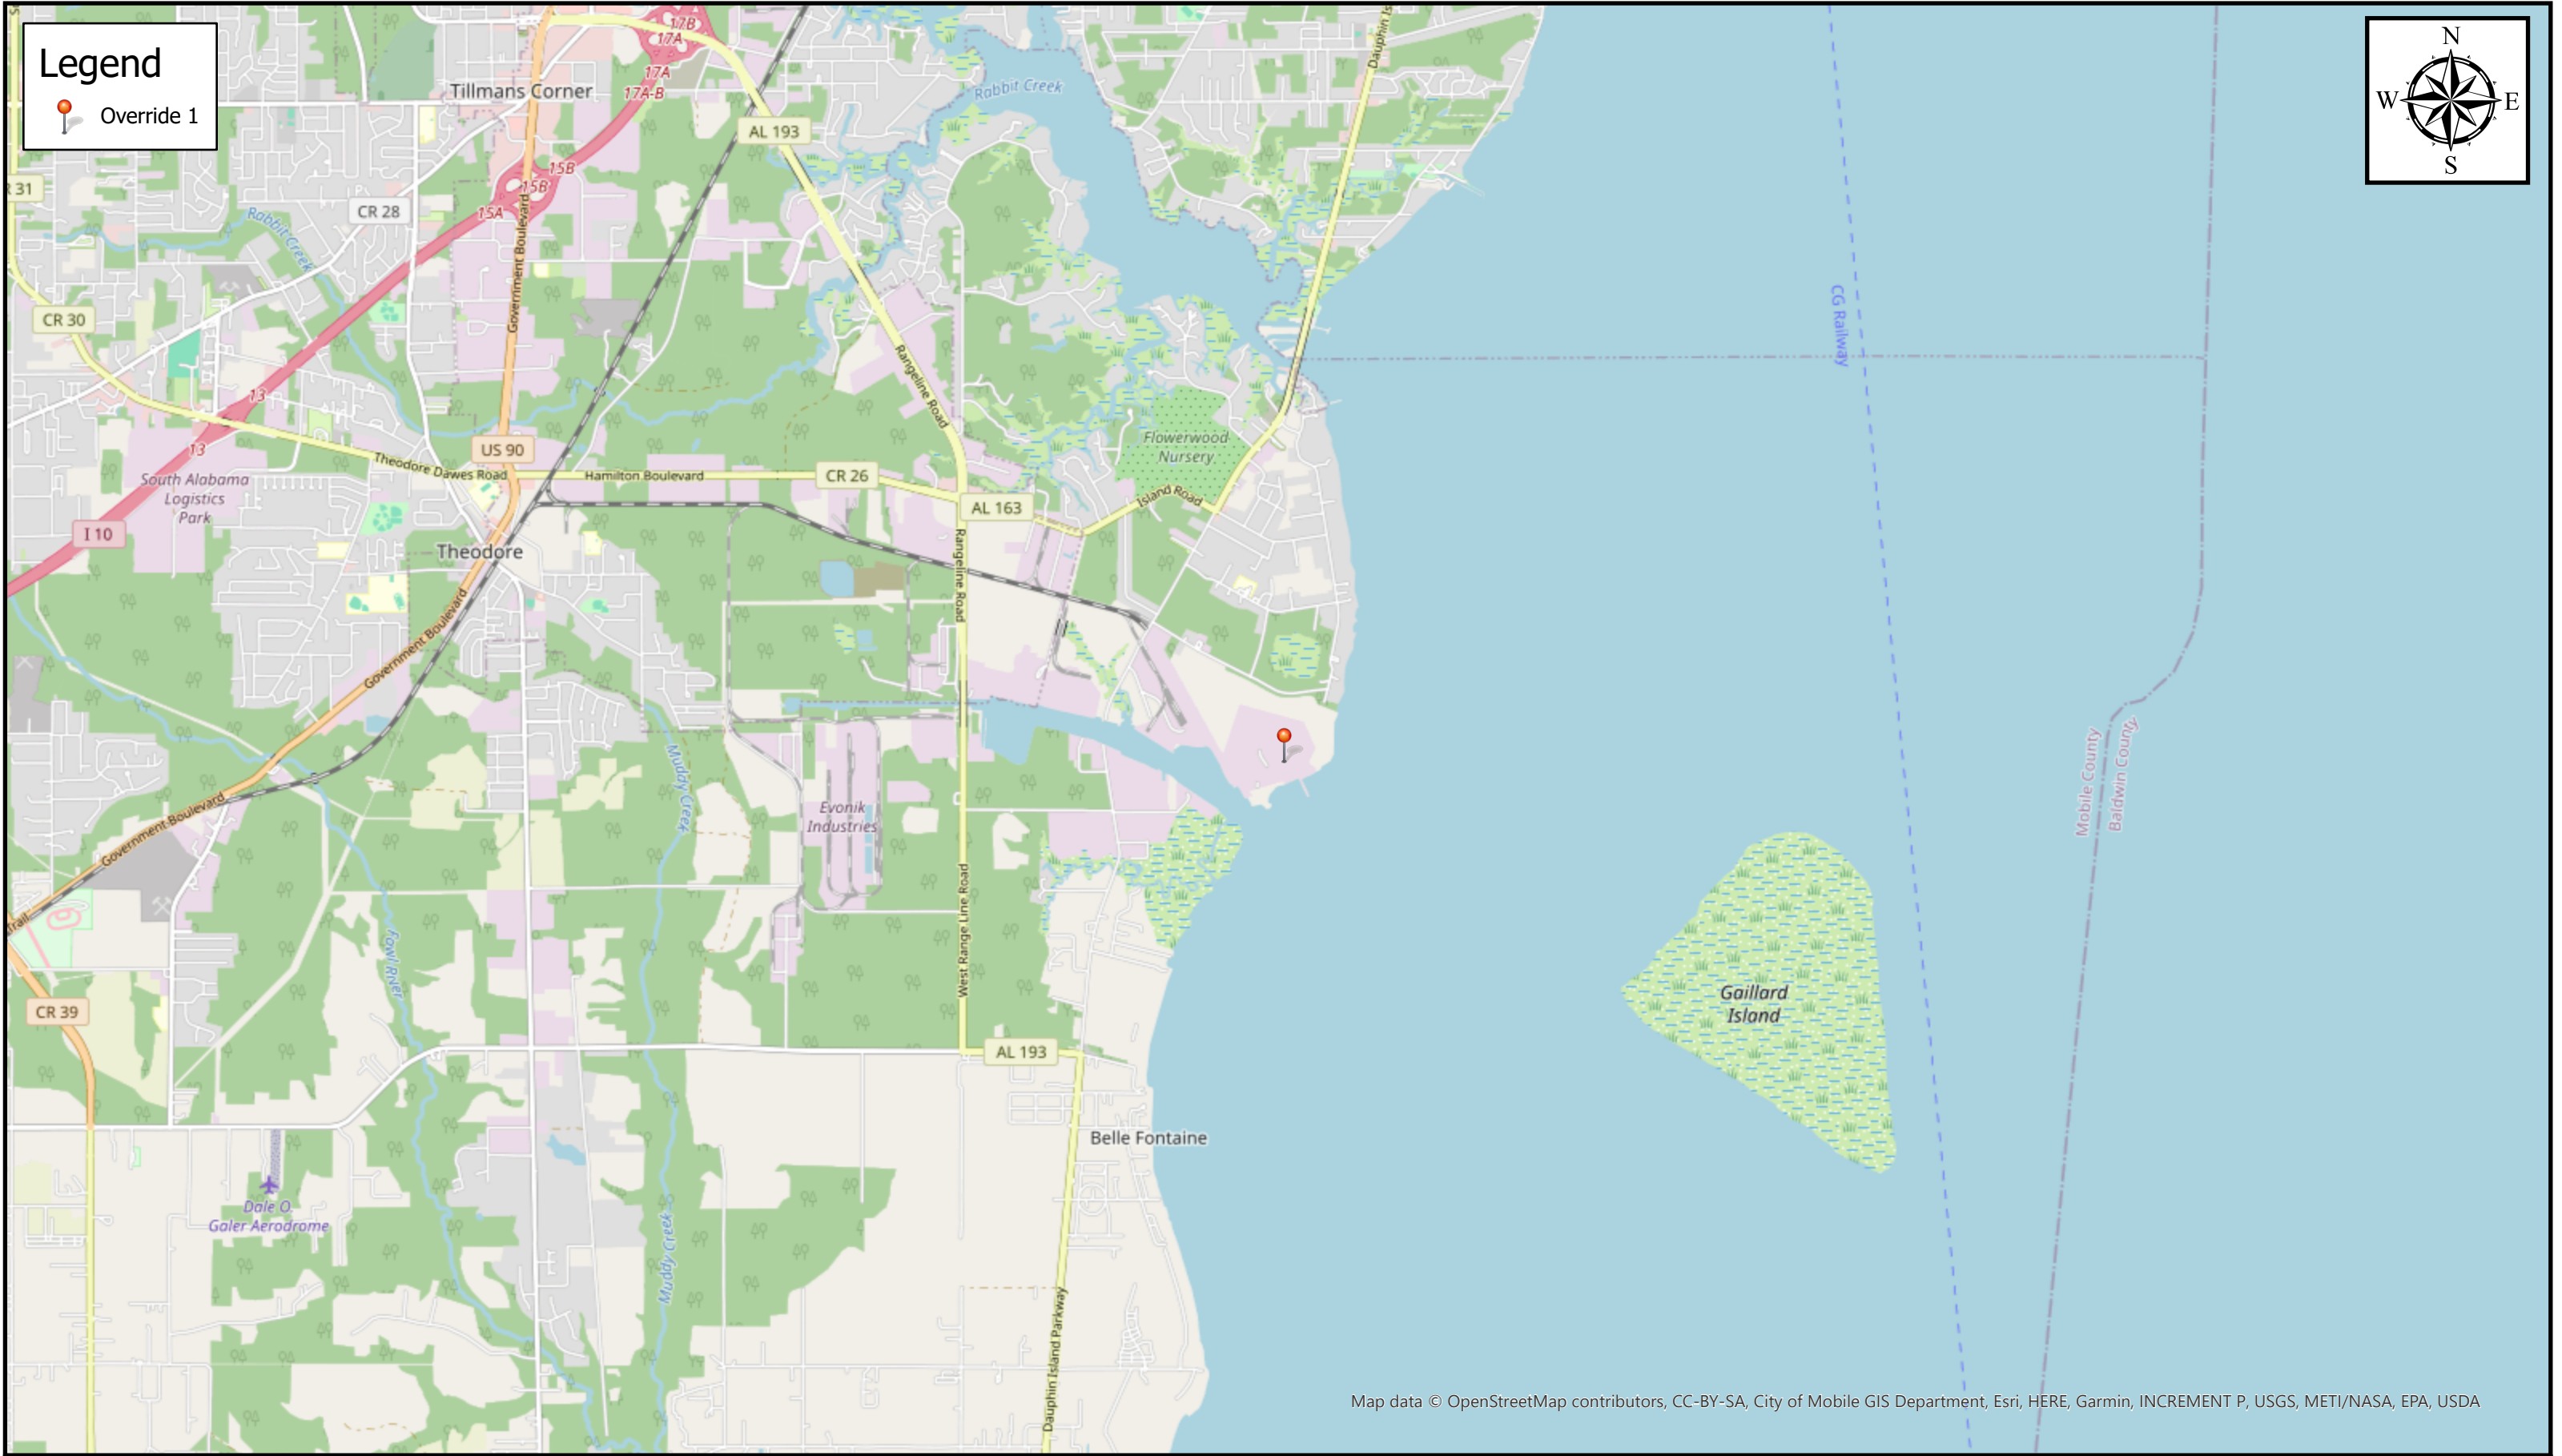 Legend
Override 1
N
W
E
S
17B
17A
17A
17A-B
Tillmans Corner
AL 193
Rabbit Creek
Dauphin Is
R 31
15B
15B
15A
CR 28
Rabbit Creek
Government Boulevard
CR 30
CG Railway
13
Rangeline Road
13
US 90
Theodore Dawes Road
Hamilton Boulevard
CR 26
Flowerwood
Nursery
South Alabama
Logistics
Park
AL 163
Island Road
I 10
Theodore
Rangeline Road
Government Boulevard
Mobile County
Baldwin County
Muddy Creek
Government Boulevard
Evonik
Industries
Trail
Fowl River
West Range Line Road
Gaillard
Island
CR 39
AL 193
Belle Fontaine
Dale O.
Galer Aerodrome
Muddy Creek
Dauphin Island Parkway
Map data © OpenStreetMap contributors, CC-BY-SA, City of Mobile GIS Department, Esri, HERE, Garmin, INCREMENT P, USGS, METI/NASA, EPA, USDA